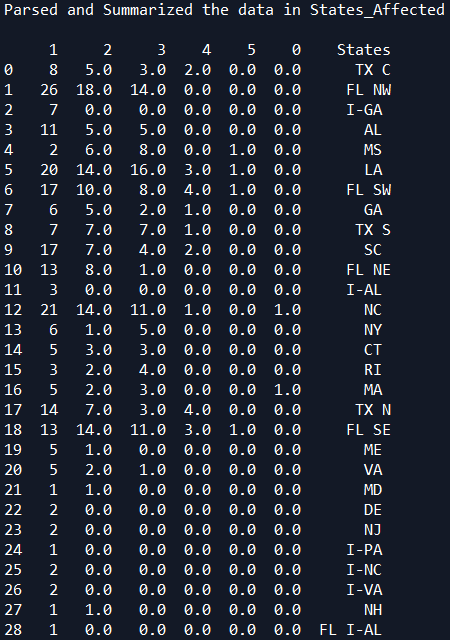 Parsed and Summarized the data in States_Affected
1 2 3 4 5 0 States
0 8 5.0 3.0 2.0 0.0 0.0 TX C
1 26 18.0 14.0 0.0 0.0 0.0 FL NW
2 7 0.0 0.0 0.0 0.0 0.0 I-GA
3 11 5.0 5.0 0.0 0.0 0.0 AL
4 2 6.0 8.0 0.0 1.0 0.0 MS
5 20 14.0 16.0 3.0 1.0 0.0 LA
6 17 10.0 8.0 4.0 1.0 0.0 FL SW
7 6 5.0 2.0 1.0 0.0 0.0 GA
8 7 7.0 7.0 1.0 0.0 0.0 TX S
9 17 7.0 4.0 2.0 0.0 0.0 SC
10 13 8.0 1.0 0.0 0.0 0.0 FL NE
11 3 0.0 0.0 0.0 0.0 0.0 I-AL
12 21 14.0 11.0 1.0 0.0 1.0 NC
13 6 1.0 5.0 0.0 0.0 0.0 NY
14 5 3.0 3.0 0.0 0.0 0.0 CT
15 3 2.0 4.0 0.0 0.0 0.0 RI
16 5 2.0 3.0 0.0 0.0 1.0 MA
17 14 7.0 3.0 4.0 0.0 0.0 TX N
18 13 14.0 11.0 3.0 1.0 0.0 FL SE
19 5 1.0 0.0 0.0 0.0 0.0 ME
20 5 2.0 1.0 0.0 0.0 0.0 VA
21 1 1.0 0.0 0.0 0.0 0.0 MD
22 2 0.0 0.0 0.0 0.0 0.0 DE
23 2 0.0 0.0 0.0 0.0 0.0 NJ
24 1 0.0 0.0 0.0 0.0 0.0 I-PA
25 2 0.0 0.0 0.0 0.0 0.0 I-NC
26 2 0.0 0.0 0.0 0.0 0.0 I-VA
27 1 1.0 0.0 0.0 0.0 0.0 NH
28 1 0.0 0.0 0.0 0.0 0.0 FL I-AL